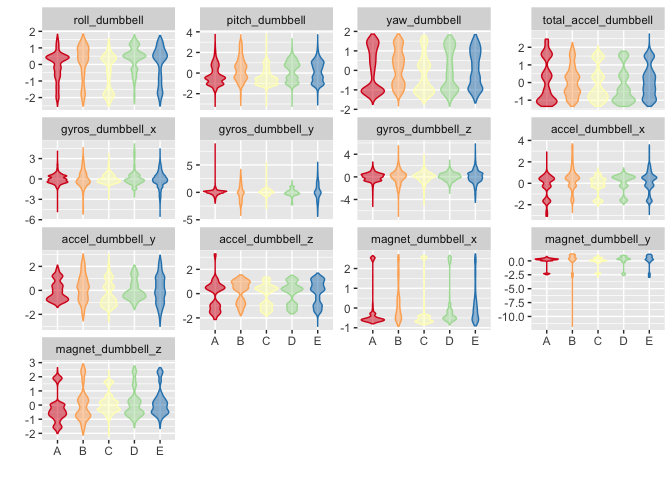 roll_dumbbell pitch_dumbbell yaw_dumbbell total_accel_dumbbell
2 1 0 -1 -2
4 2 0 -2
2 1 0 -1 -2
2 1 0 -1
gyros_dumbbell_x gyros_dumbbell_y gyros_dumbbell_z accel_dumbbell_x
3 0 -3 -6
5 0 -5
4 0 -4
2 0 -2
accel_dumbbell_y accel_dumbbell_z magnet_dumbbell_x magnet_dumbbell_y
2 0 -2
3 2 1 0 -1 -2
2 1 0 -1
0.0 -2.5 -5.0 -7.5 -10.0
A B C D E A B C D E A B C D E
magnet_dumbbell_z
3 2 1 0 -1 -2
A B C D E